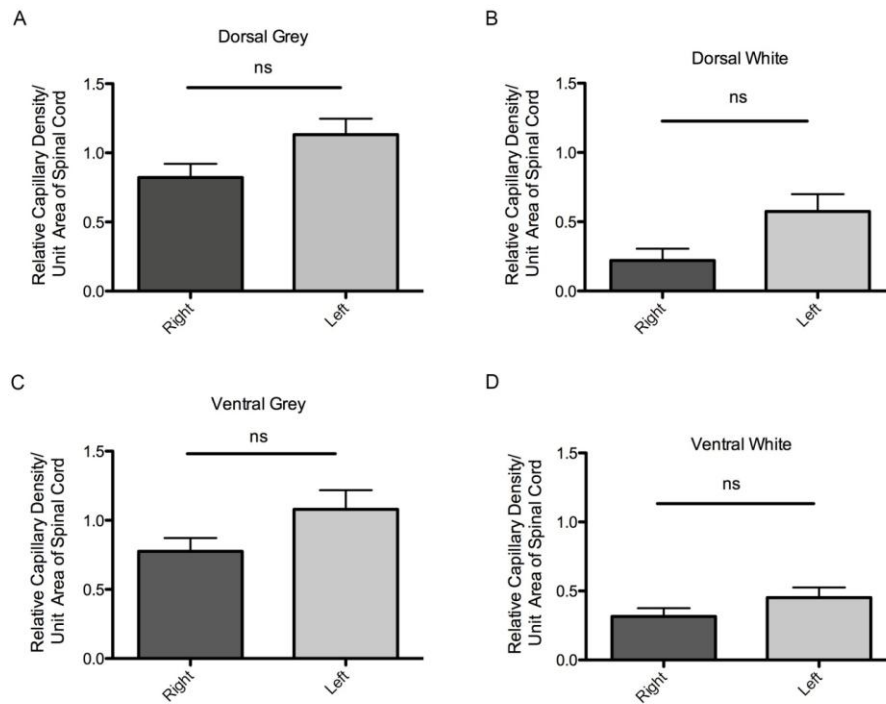 A
Dorsal Grey
ns
Relative Capillary Density/
Unit Area of Spinal Cord
1.5
1.0
0.5
0.0
Right
Left
B
Dorsal White
ns
Relative Capillary Density/
Unit Area of Spinal Cord
1.5
1.0
0.5
0.0
Right
Left
C
Ventral Grey
ns
Relative Capillary Density/
Unit Area of Spinal Cord
1.5
1.0
0.5
0.0
Right
Left
D
Ventral White
ns
Relative Capillary Density/
Unit Area of Spinal Cord
1.5
1.0
0.5
0.0
Right
Left